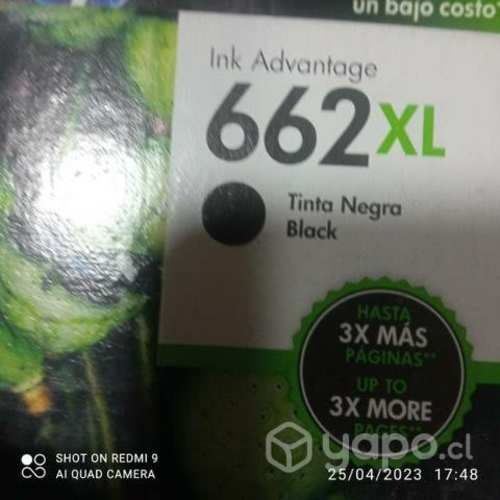 un bajo costo*
Ink Advantage
662XL
Tinta Negra
Black
HASTA
3X MÁS
PÁGINAS**
UP TO
3X MORE
PAGES**
yapo.cl
SHOT ON REDMI 9
AI QUAD CAMERA
25/04/2023 17:48